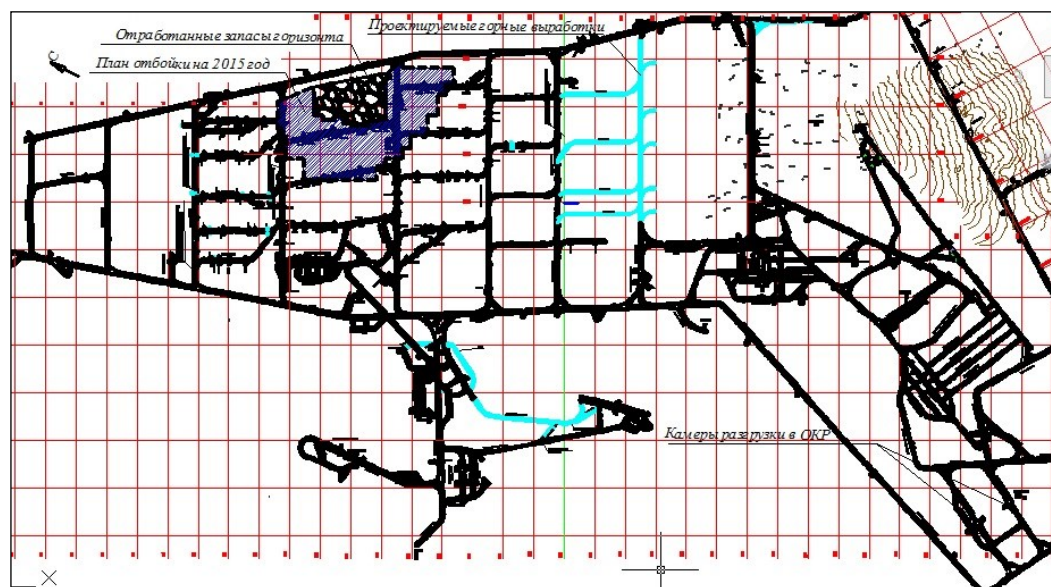 Отработанные запасы горизонта
Проектируемые горные выработки
С
План отбойки на 2015 год
Камеры разгрузки в ОКР